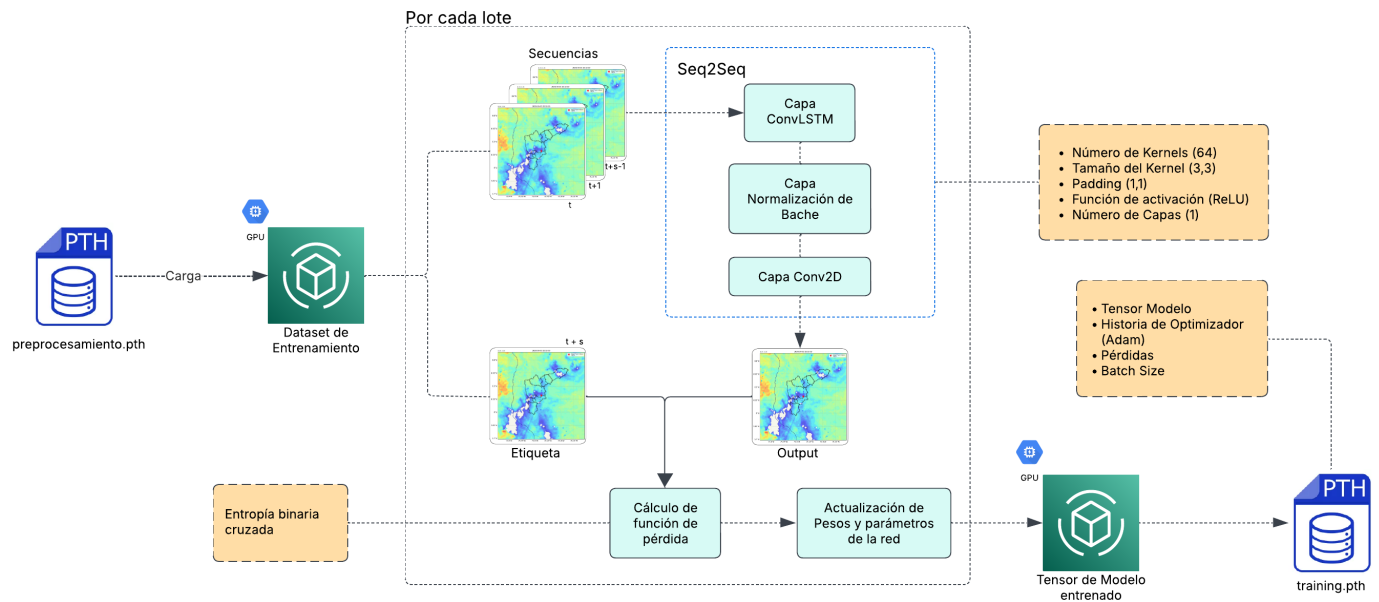 Por cada lote
Secuencias
Seq2Seq
Capa
ConvLSTM
t+s-1
t+1
t
Capa
Normalización de
Bache
Capa Conv2D
• Número de Kernels (64)
• Tamaño del Kernel (3,3)
• Padding (1,1)
• Función de activación (ReLU)
• Número de Capas (1)
GPU
PTH
Carga
preprocesamiento.pth
Dataset de
Entrenamiento
• Tensor Modelo
• Historia de Optimizador
(Adam)
• Pérdidas
• Batch Size
t + s
Etiqueta
Output
Entropía binaria
cruzada
Cálculo de
función de
pérdida
Actualización de
Pesos y parámetros
de la red
GPU
Tensor de Modelo
entrenado
PTH
training.pth